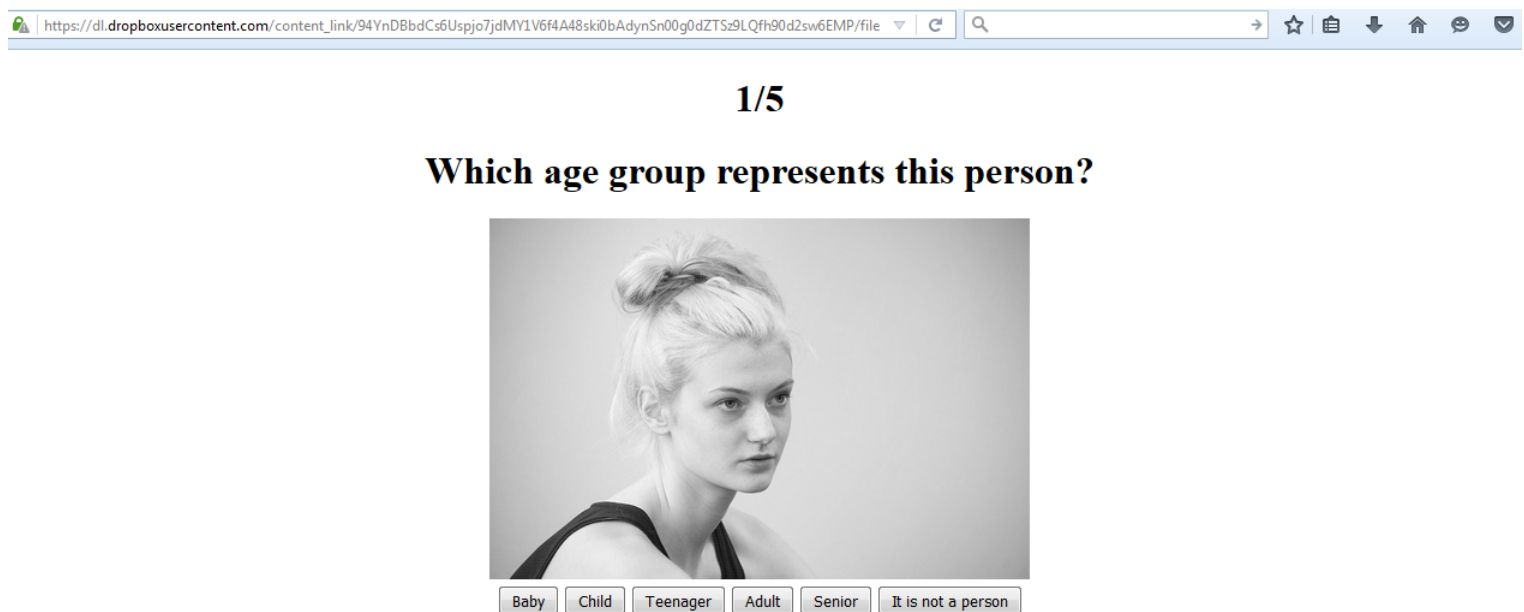 https://dl.dropboxusercontent.com/content_link/94YnDBbdCs6Uspjo7jdMY1V6f4A48ski0bAdynSn00g0dZTSz9LQfh90d2sw6EMP/file
1/5
Which age group represents this person?
Baby Child Teenager Adult Senior It is not a person